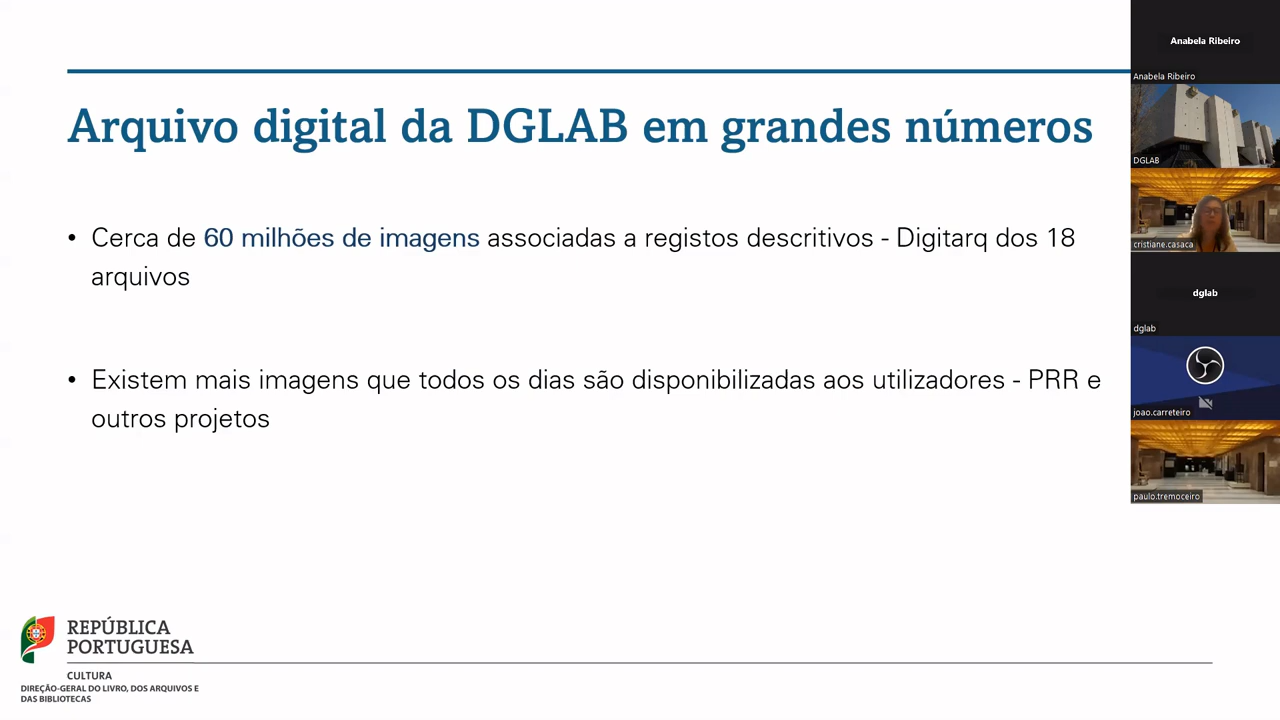 Arquivo digital da DGLAB em grandes números
• Cerca de 60 milhões de imagens associadas a registos descritivos - Digitarq dos 18
arquivos
• Existem mais imagens que todos os dias são disponibilizadas aos utilizadores - PRR e
outros projetos
REPÚBLICA
PORTUGUESA
CULTURA
DIREÇÃO-GERAL DO LIVRO, DOS ARQUIVOS E
DAS BIBLIOTECAS
Anabela Ribeiro
Anabela Ribeiro
DGLAB
cristiane.casaca
dglab
dglab
joao.carreteiro
paulo.tremoceiro